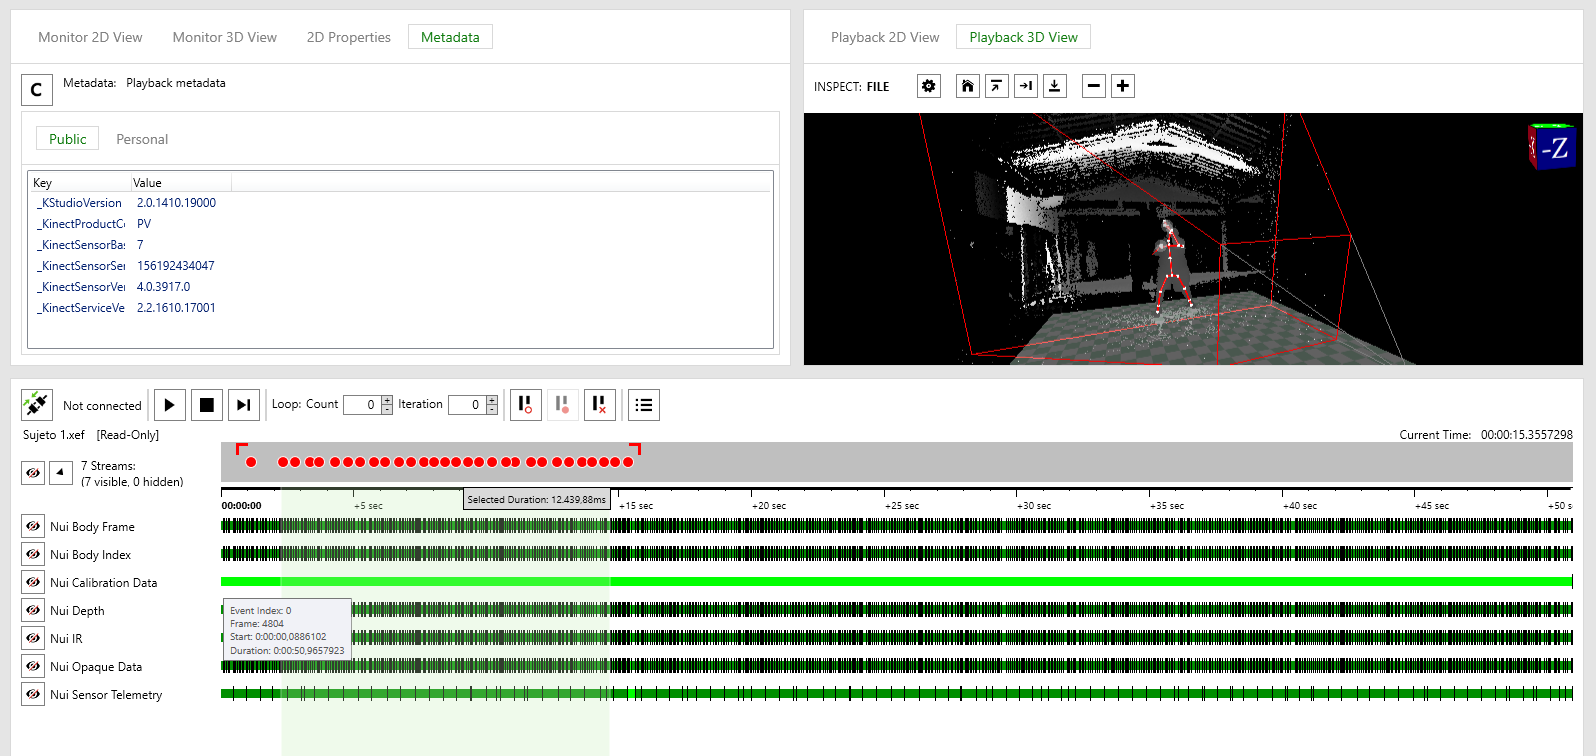 Monitor 2D View Monitor 3D View 2D Properties Metadata
C Metadata: Playback metadata
Public Personal
Key Value
_KStudioVersion 2.0.1410.19000
_KinectProductCo PV
_KinectSensorBas 7
_KinectSensorSer 156192434047
_KinectSensorVer 4.0.3917.0
_KinectServiceVe 2.2.1610.17001
Playback 2D View Playback 3D View
INSPECT: FILE
-Z
Not connected Loop: Count 0 Iteration 0
Sujeto 1.xef [Read-Only] Current Time: 00:00:15.3557298
7 Streams:
(7 visible, 0 hidden)
Selected Duration: 12.439,88ms
00:00:00 +5 sec +15 sec +20 sec +25 sec +30 sec +35 sec +40 sec +45 sec +50 s
Nui Body Frame
Nui Body Index
Nui Calibration Data
Nui Depth
Nui IR
Nui Opaque Data
Nui Sensor Telemetry
Event Index: 0
Frame: 4804
Start: 0:00:00,0886102
Duration: 0:00:50,9657923